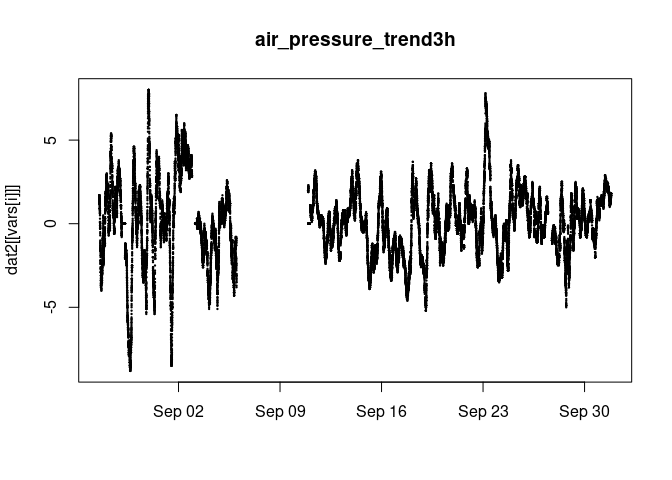 air_pressure_trend3h
dat2[[vars[i]]]
5
0
-5
Sep 02 Sep 09 Sep 16 Sep 23 Sep 30